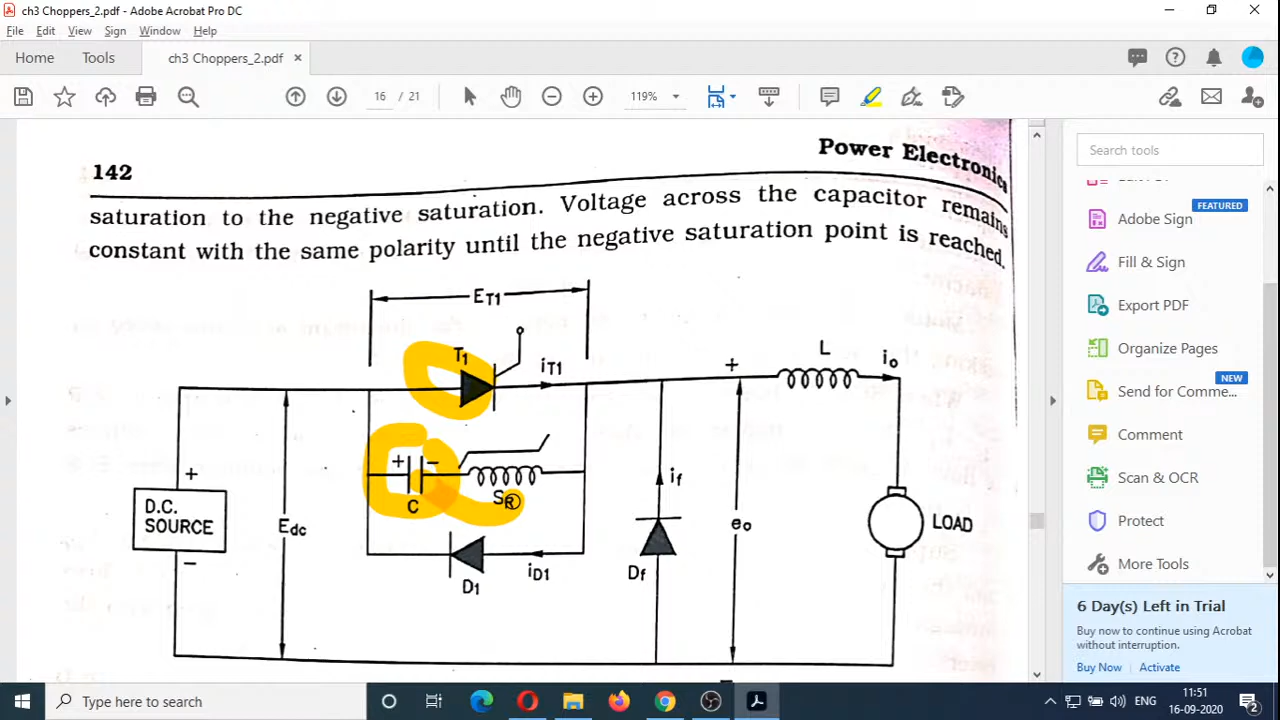 ch3 Choppers_2.pdf - Adobe Acrobat Pro DC
File Edit View Sign Window Help
Home Tools ch3 Choppers_2.pdf ×
16 / 21 119%
Search tools
142 Power Electronics
saturation to the negative saturation. Voltage across the capacitor remains
constant with the same polarity until the negative saturation point is reached.
ET1
T1
iT1
+
L
io
+ −
C
SR
+
D.C.
SOURCE
−
Edc
D1
iD1
if
Df
eo
LOAD
Adobe Sign FEATURED
Fill & Sign
Export PDF
Organize Pages
Send for Comme... NEW
Comment
Scan & OCR
Protect
More Tools
6 Day(s) Left in Trial
Buy now to continue using Acrobat
without interruption.
Buy Now Activate
Type here to search
ENG
11:51
16-09-2020
2